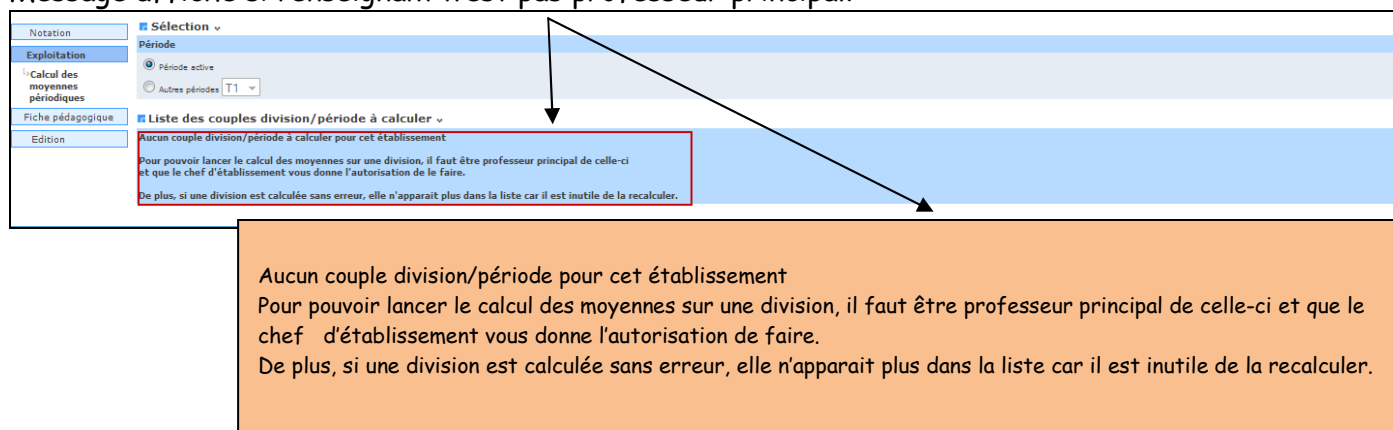 Message affiché si l'enseignant n'est pas professeur principal.
Notation
Exploitation
Calcul des
moyennes
périodiques
Fiche pédagogique
Edition
Sélection
Période
Période active
Autres périodes T1
Liste des couples division/période à calculer
Aucun couple division/période à calculer pour cet établissement
Pour pouvoir lancer le calcul des moyennes sur une division, il faut être professeur principal de celle-ci
et que le chef d'établissement vous donne l'autorisation de le faire.
De plus, si une division est calculée sans erreur, elle n'apparait plus dans la liste car il est inutile de la recalculer.
Aucun couple division/période pour cet établissement
Pour pouvoir lancer le calcul des moyennes sur une division, il faut être professeur principal de celle-ci et que le
chef d'établissement vous donne l'autorisation de faire.
De plus, si une division est calculée sans erreur, elle n'apparait plus dans la liste car il est inutile de la recalculer.